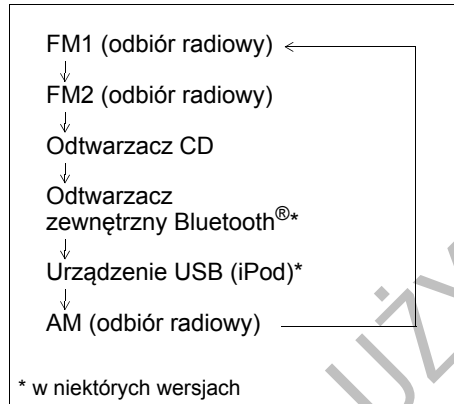 FM1 (odbiór radiowy)
FM2 (odbiór radiowy)
Odtwarzacz CD
Odtwarzacz
zewnętrzny Bluetooth®*
Urządzenie USB (iPod)*
AM (odbiór radiowy)
* w niektórych wersjach
UŻY